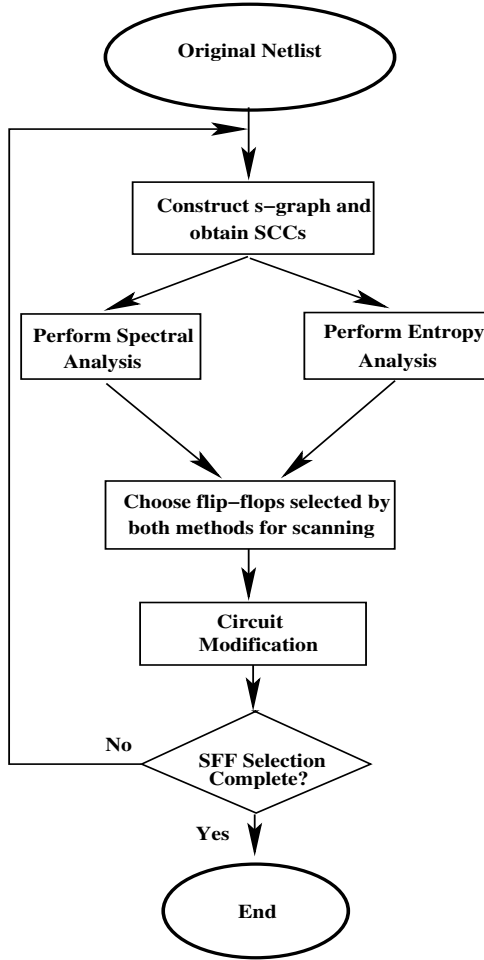 Original Netlist
Construct s−graph and
obtain SCCs
Perform Spectral
Analysis
Perform Entropy
Analysis
Choose flip−flops selected by
both methods for scanning
Circuit
Modification
No
SFF Selection
Complete?
Yes
End